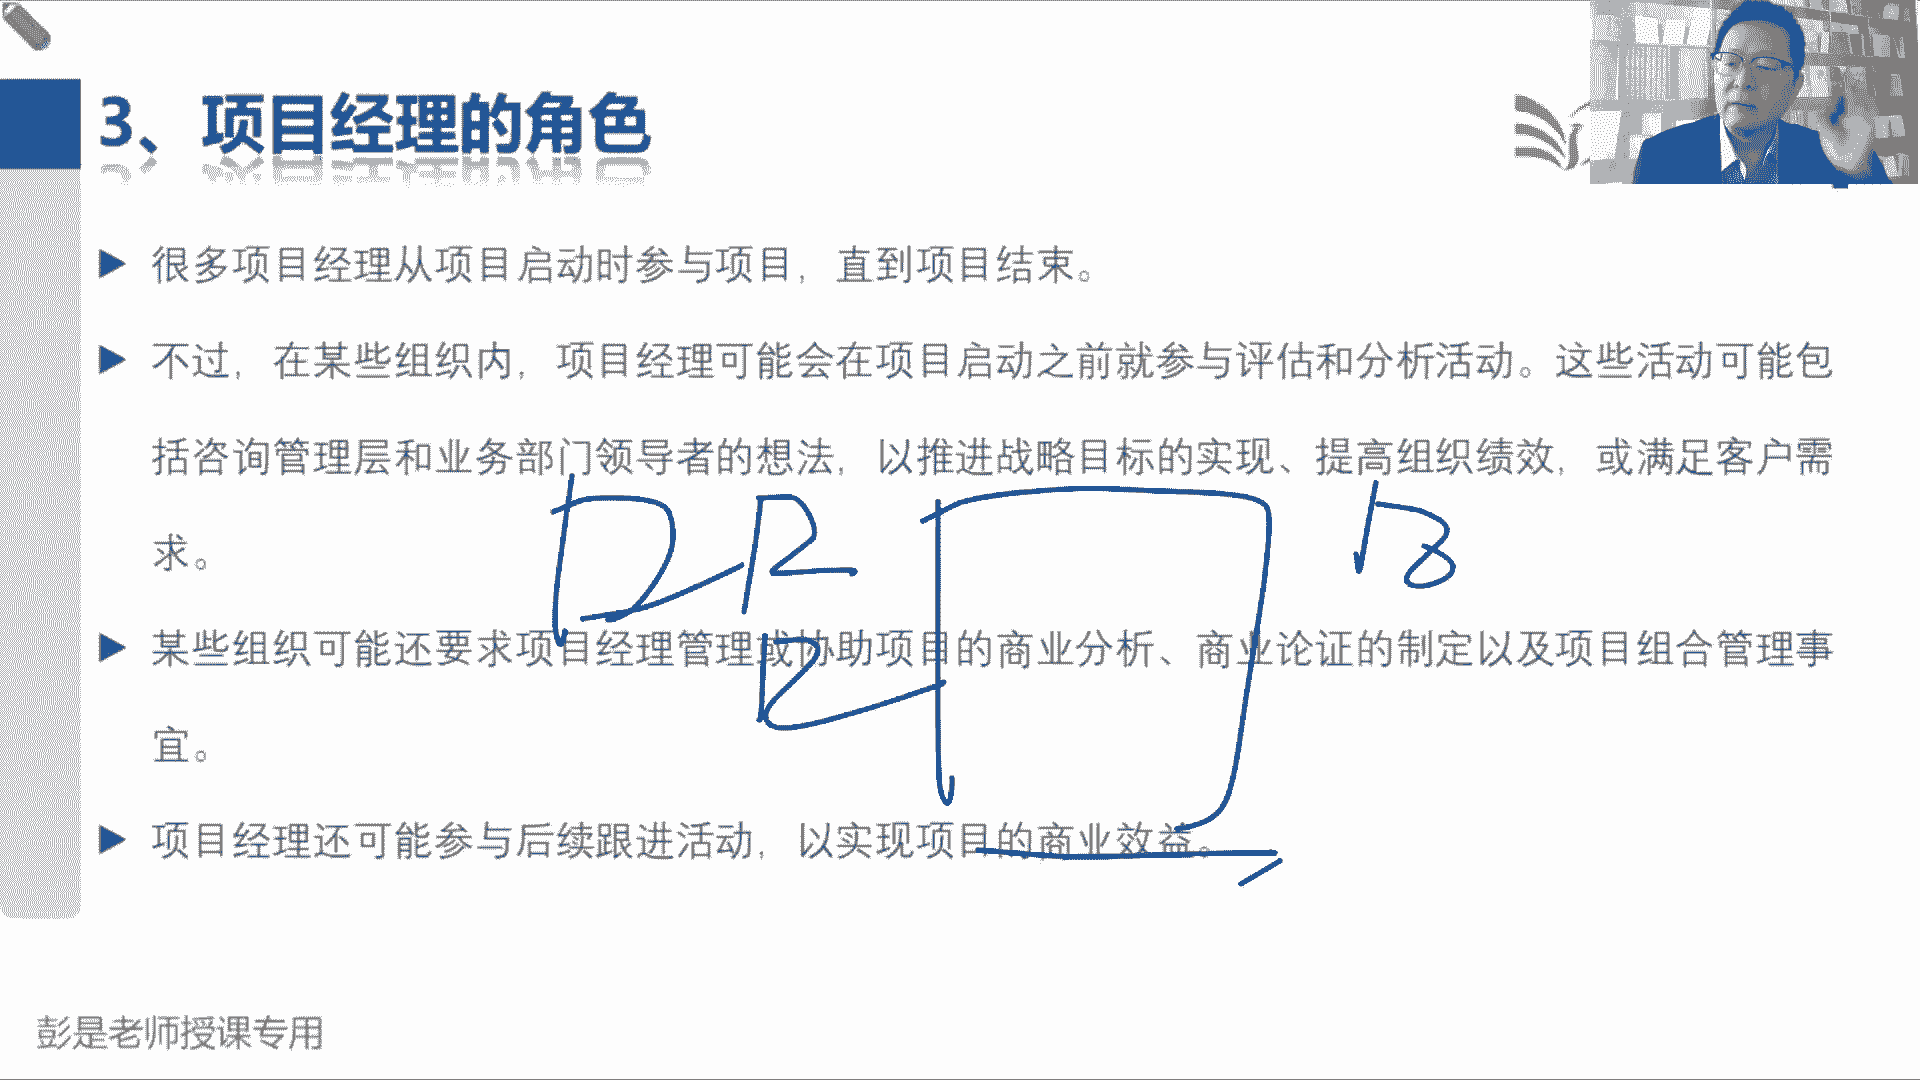 3、项目经理的角色
很多项目经理从项目启动时参与项目，直到项目结束。
不过，在某些组织内，项目经理可能会在项目启动之前就参与评估和分析活动。这些活动可能包
括咨询管理层和业务部门领导者的想法，以推进战略目标的实现、提高组织绩效，或满足客户需
求。
某些组织可能还要求项目经理管理或协助项目的商业分析、商业论证的制定以及项目组合管理事
宜。
项目经理还可能参与后续跟进活动，以实现项目的商业效益。
彭是老师授课专用